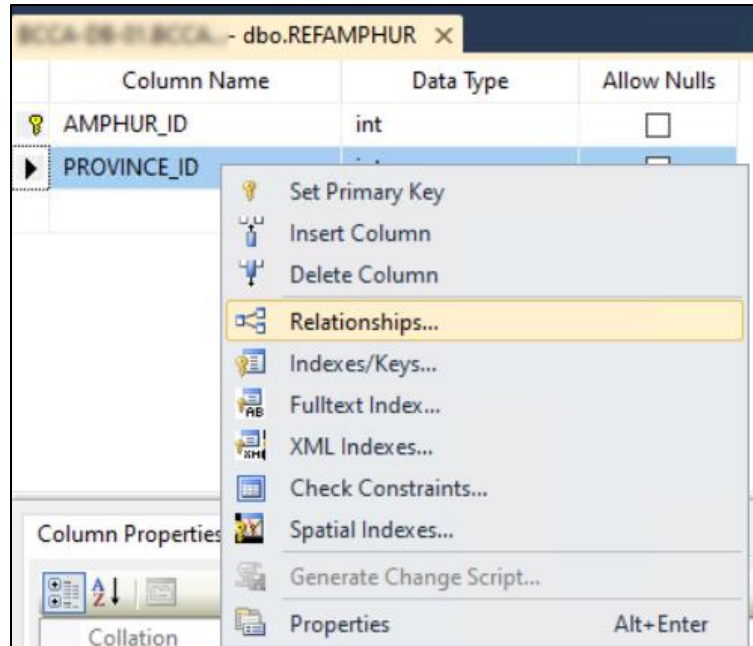 - dbo.REFAMPHUR
Column Name Data Type Allow Nulls
AMPHUR_ID int
PROVINCE_ID
Set Primary Key
Insert Column
Delete Column
Relationships...
Indexes/Keys...
Fulltext Index...
XML Indexes...
Check Constraints...
Spatial Indexes...
Generate Change Script...
Properties Alt+Enter
Column Properties
Collation